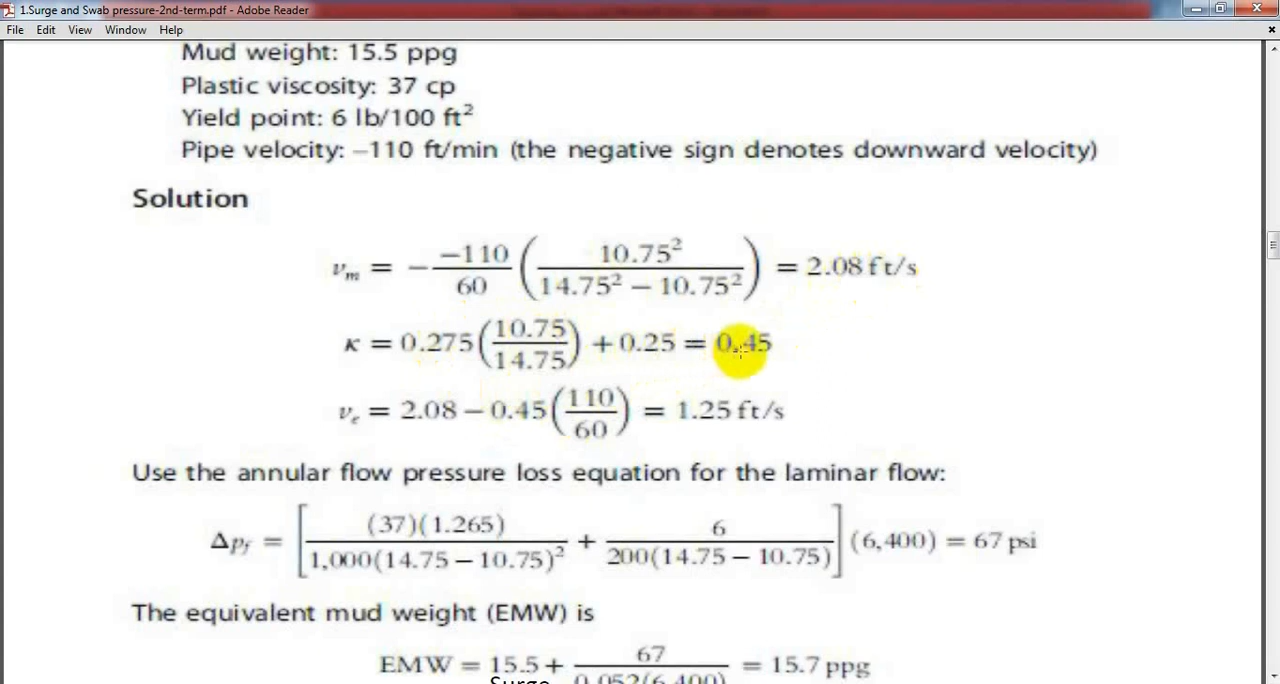 1.Surge and Swab pressure-2nd-term.pdf - Adobe Reader
File Edit View Window Help
Mud weight: 15.5 ppg
Plastic viscosity: 37 cp
Yield point: 6 lb/100 ft²
Pipe velocity: −110 ft/min (the negative sign denotes downward velocity)
Solution
νₘ = − −110/60 (10.75²/14.75² − 10.75²) = 2.08 ft/s
κ = 0.275(10.75/14.75) + 0.25 = 0.45
νₑ = 2.08 − 0.45(110/60) = 1.25 ft/s
Use the annular flow pressure loss equation for the laminar flow:
Δp_f = [(37)(1.265)/1,000(14.75 − 10.75)² + 6/200(14.75 − 10.75)] (6,400) = 67 psi
The equivalent mud weight (EMW) is
EMW = 15.5 + 67/0.052(6,400) = 15.7 ppg
Surge